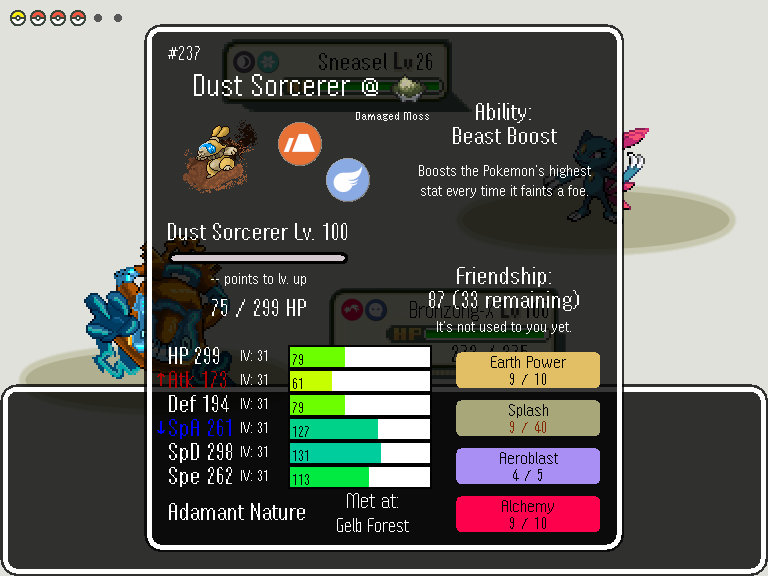 #237
Sneasel Lv 26
Dust Sorcerer @
Damaged Moss
Ability:
Beast Boost
Boosts the Pokemon's highest
stat every time it faints a foe.
Dust Sorcerer Lv. 100
-- points to lv. up
75 / 299 HP
Friendship:
87 (33 remaining)
It's not used to you yet.
Bronzong-X Lv 100
HP
HP 299 IV: 31 79
↑Atk 173 IV: 31 61
Def 194 IV: 31 79
↓SpA 261 IV: 31 127
SpD 298 IV: 31 131
Spe 262 IV: 31 113
Earth Power
9 / 10
Splash
9 / 40
Aeroblast
4 / 5
Alchemy
9 / 10
Adamant Nature
Met at:
Gelb Forest